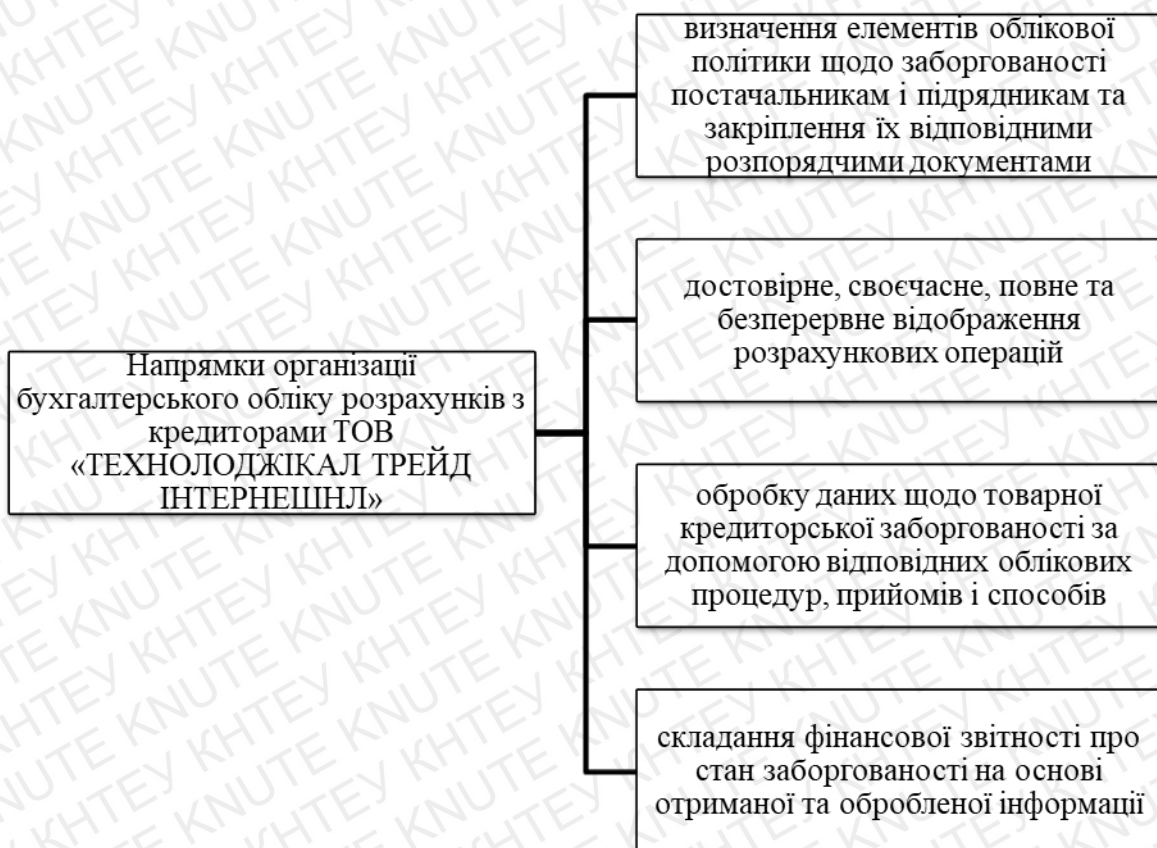 визначення елементів облікової
політики щодо заборгованості
постачальникам і підрядникам та
закріплення їх відповідними
розпорядчими документами
достовірне, своєчасне, повне та
безперервне відображення
розрахункових операцій
Напрямки організації
бухгалтерського обліку розрахунків з
кредиторами ТОВ
«ТЕХНОЛОДЖІКАЛ ТРЕЙД
ІНТЕРНЕШНЛ»
обробку даних щодо товарної
кредиторської заборгованості за
допомогою відповідних облікових
процедур, прийомів і способів
складання фінансової звітності про
стан заборгованості на основі
отриманої та обробленої інформації